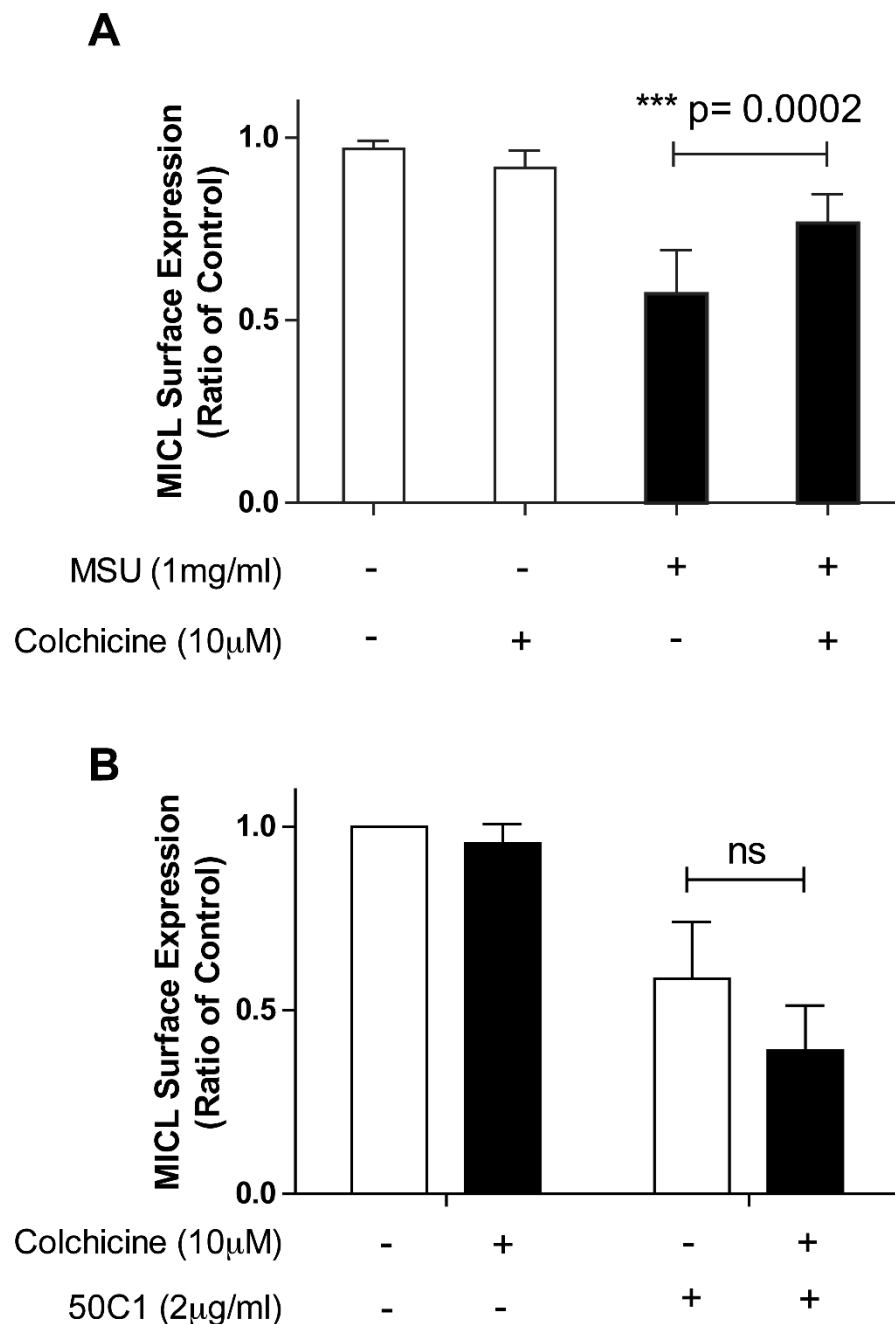 A
*** p= 0.0002
MICL Surface Expression
(Ratio of Control)
1.0
0.5
0.0
MSU (1mg/ml) - - + +
Colchicine (10μM) - + - +
B
ns
MICL Surface Expression
(Ratio of Control)
1.0
0.5
0.0
Colchicine (10μM) - + - +
50C1 (2μg/ml) - - + +